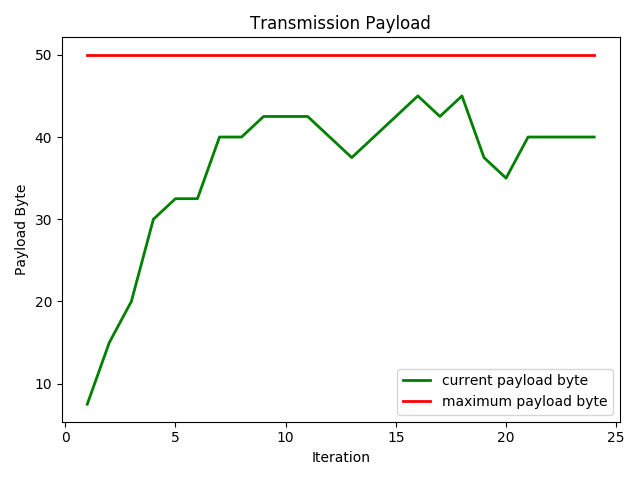 Transmission Payload
50
40
30
20
10
Payload Byte
0 5 10 15 20 25
Iteration
current payload byte
maximum payload byte